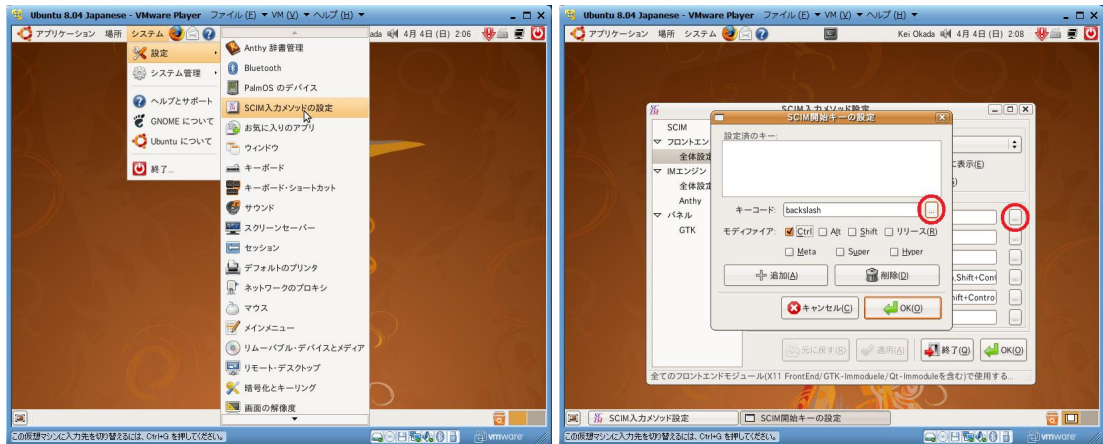 Ubuntu 8.04 Japanese - VMware Player ファイル (F) VM (V) ヘルプ (H)
アプリケーション 場所 システム ada 4月 4日 (日) 2:06
設定
システム管理
ヘルプとサポート
GNOME について
Ubuntu について
終了...
Anthy 辞書管理
Bluetooth
PalmOS のデバイス
SCIM入力メソッドの設定
お気に入りのアプリ
ウィンドウ
キーボード
キーボード・ショートカット
サウンド
スクリーンセーバー
セッション
デフォルトのプリンタ
ネットワークのプロキシ
マウス
メインメニュー
リムーバブル・デバイスとメディア
リモート・デスクトップ
暗号化とキーリング
画面の解像度
この仮想マシンに入力先を切り替えるには、Ctrl+G を押してください。
vmware
Ubuntu 8.04 Japanese - VMware Player ファイル (F) VM (V) ヘルプ (H)
アプリケーション 場所 システム Kei Okada 4月 4日 (日) 2:08
SCIM入力メソッド設定
SCIM開始キーの設定
SCIM
フロントエン
全体設定
IMエンジン
全体設定
Anthy
パネル
GTK
設定済のキー:
に表示(E)
キーコード: backslash ...
モディファイア: Ctrl Alt Shift リリース(R)
Meta Super Hyper
追加(A) 削除(D)
キャンセル(C) OK(O)
,Shift+Cont
hift+Contro
元に戻す(R) 適用(A) 終了(Q) OK(O)
全てのフロントエンドモジュール(X11 FrontEnd/GTK-Immoduele/Qt-Immoduleを含む)で使用する...
SCIM入力メソッド設定 SCIM開始キーの設定
この仮想マシンに入力先を切り替えるには、Ctrl+G を押してください。
vmware